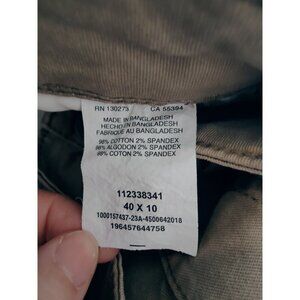 RN 130273 CA 55394
MADE IN BANGLADESH
HECHO EN BANGLADESH
FABRIQUE AU BANGLADESH
98% COTTON 2% SPANDEX
98% ALGODON 2% SPANDEX
98% COTON 2% SPANDEX
112338341
40 X 10
1000157437-23A-4500642018
196457644758